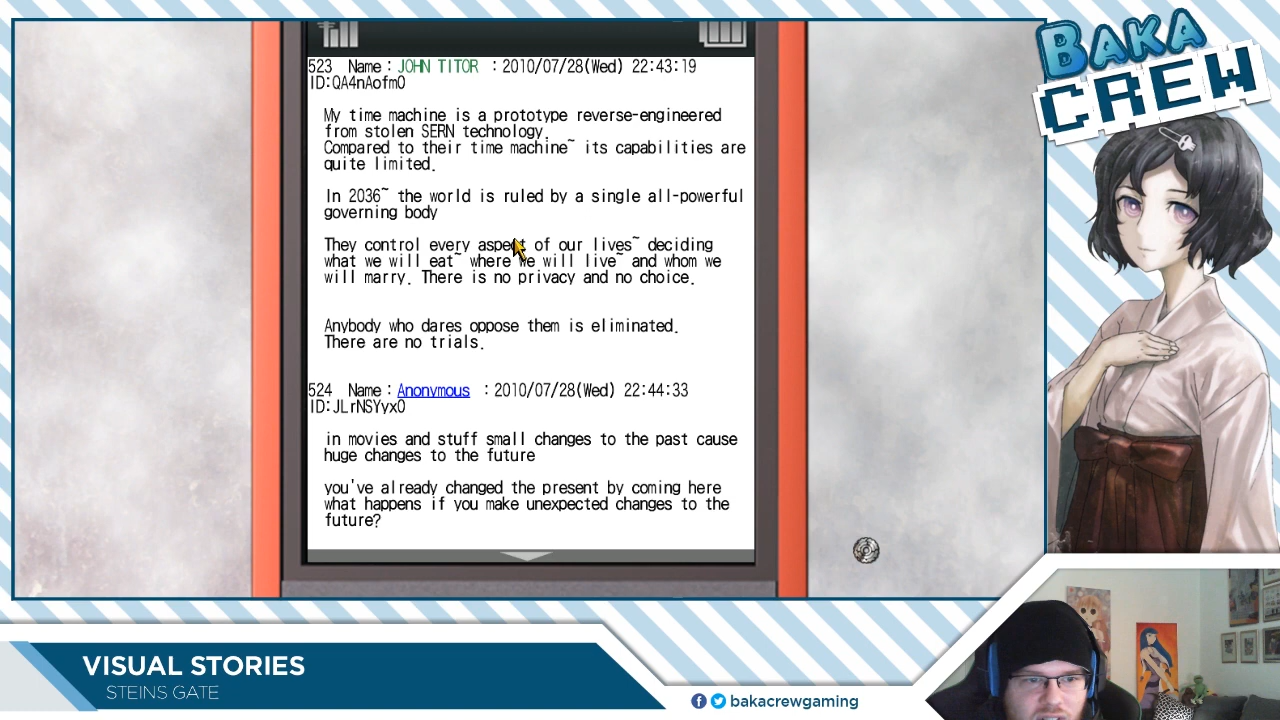 BAKA
CREW
523 Name：JOHN TITOR ：2010/07/28(Wed) 22:43:19
ID:QA4nAofm0
My time machine is a prototype reverse-engineered
from stolen SERN technology.
Compared to their time machine~ its capabilities are
quite limited.
In 2036~ the world is ruled by a single all-powerful
governing body
They control every aspect of our lives~ deciding
what we will eat~ where we will live~ and whom we
will marry. There is no privacy and no choice.
Anybody who dares oppose them is eliminated.
There are no trials.
524 Name：Anonymous ：2010/07/28(Wed) 22:44:33
ID:JLrNSYyx0
in movies and stuff small changes to the past cause
huge changes to the future
you've already changed the present by coming here
what happens if you make unexpected changes to the
future?
VISUAL STORIES
STEINS GATE
bakacrewgaming